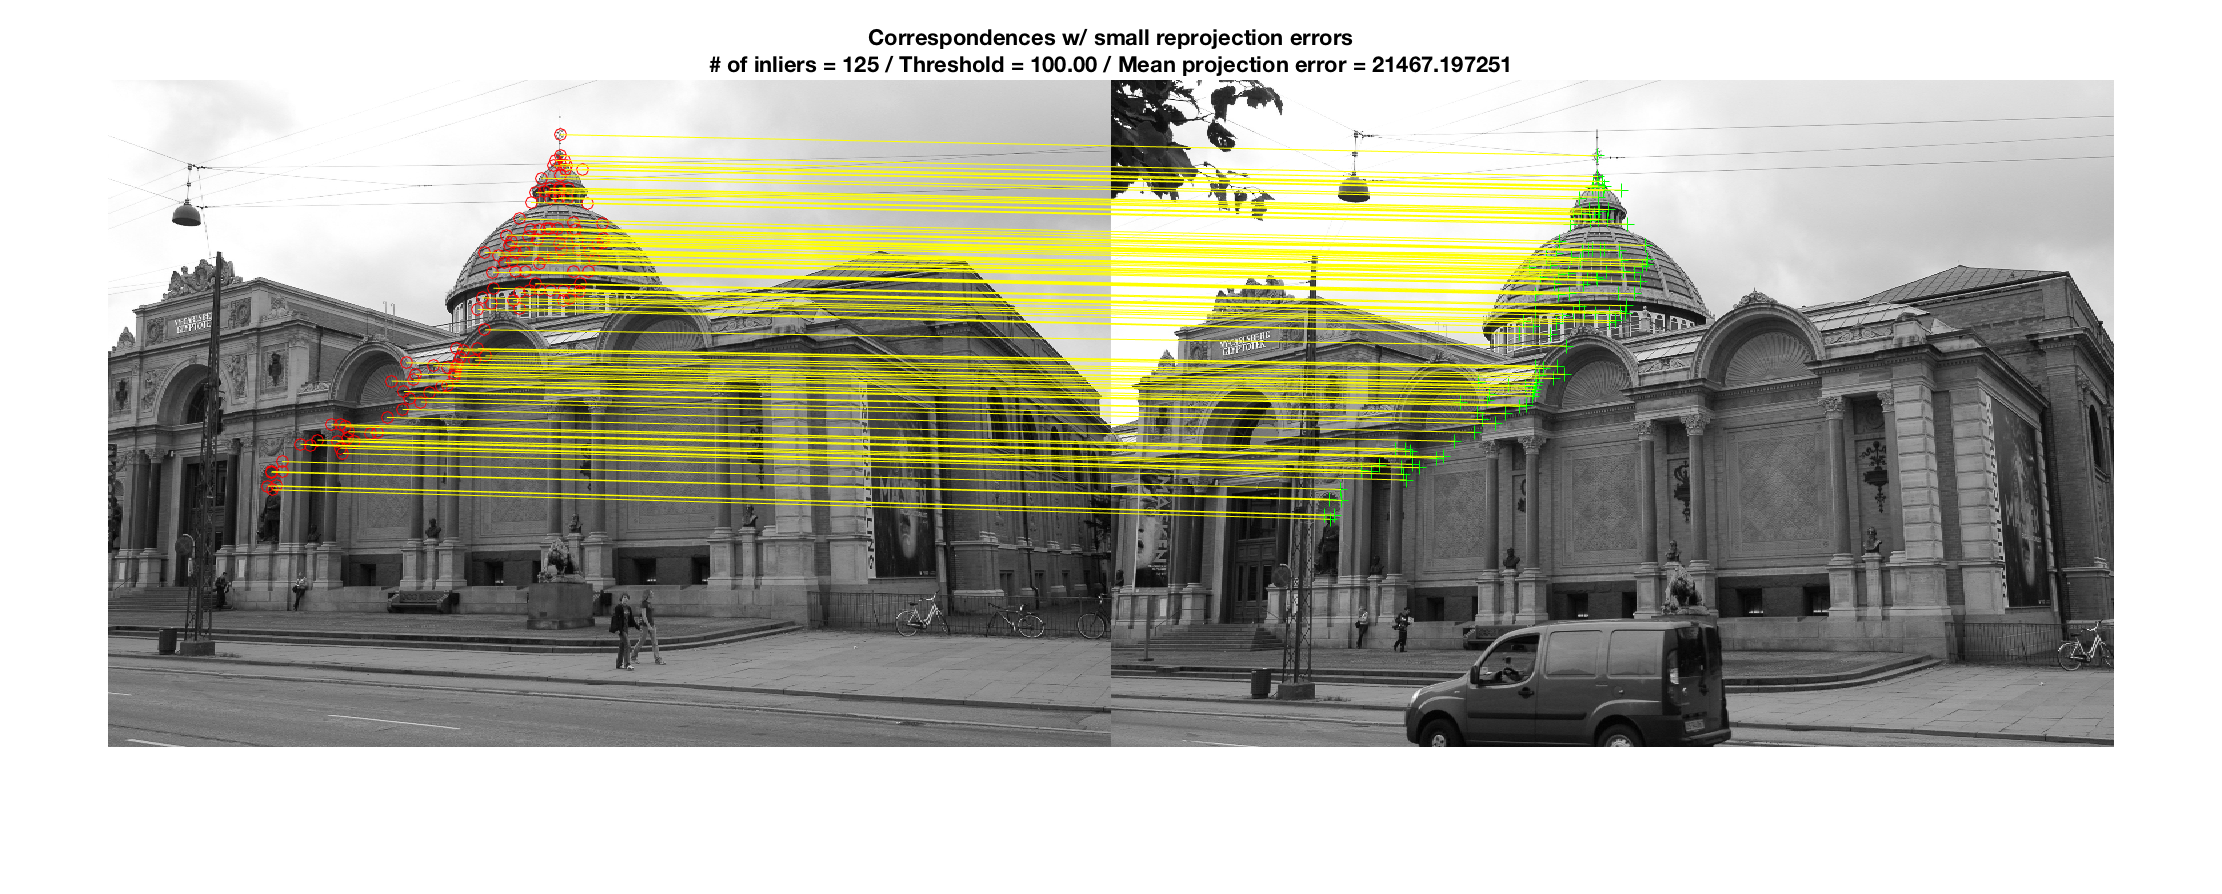 Correspondences w/ small reprojection errors
# of inliers = 125 / Threshold = 100.00 / Mean projection error = 21467.197251